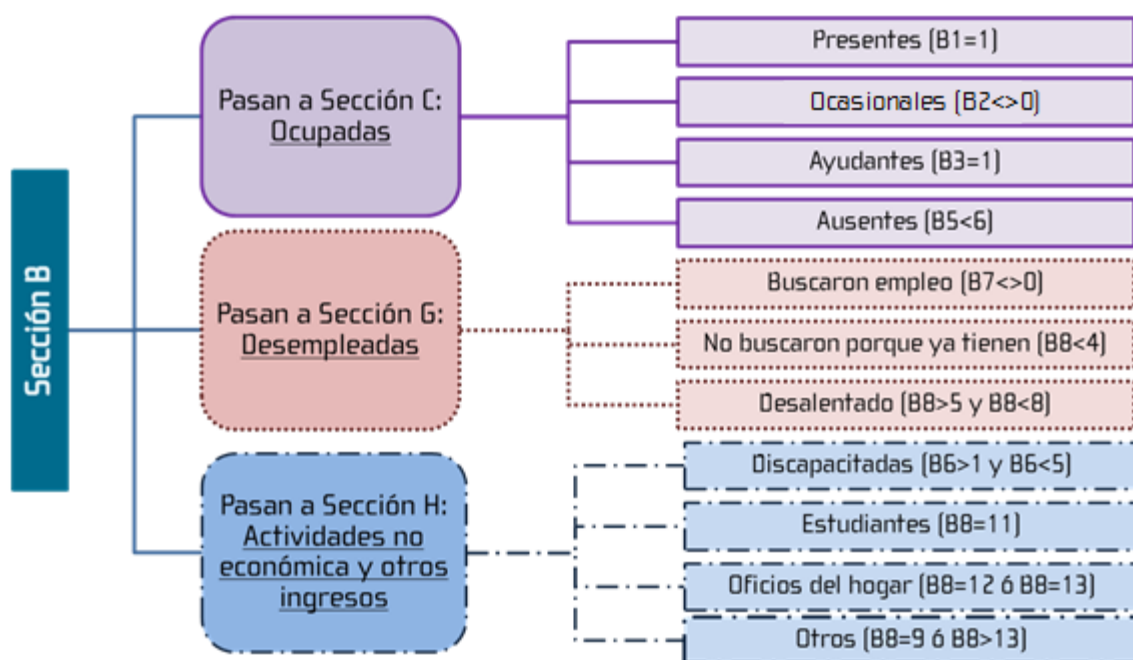 Sección B
Pasan a Sección C:
Ocupadas
Presentes (B1=1)
Ocasionales (B2<>0)
Ayudantes (B3=1)
Ausentes (B5<6)
Pasan a Sección G:
Desempleadas
Buscaron empleo (B7<>0)
No buscaron porque ya tienen (B8<4)
Desalentado (B8>5 y B8<8)
Pasan a Sección H:
Actividades no
económica y otros
ingresos
Discapacitadas (B6>1 y B6<5)
Estudiantes (B8=11)
Oficios del hogar (B8=12 ó B8=13)
Otros (B8=9 ó B8>13)